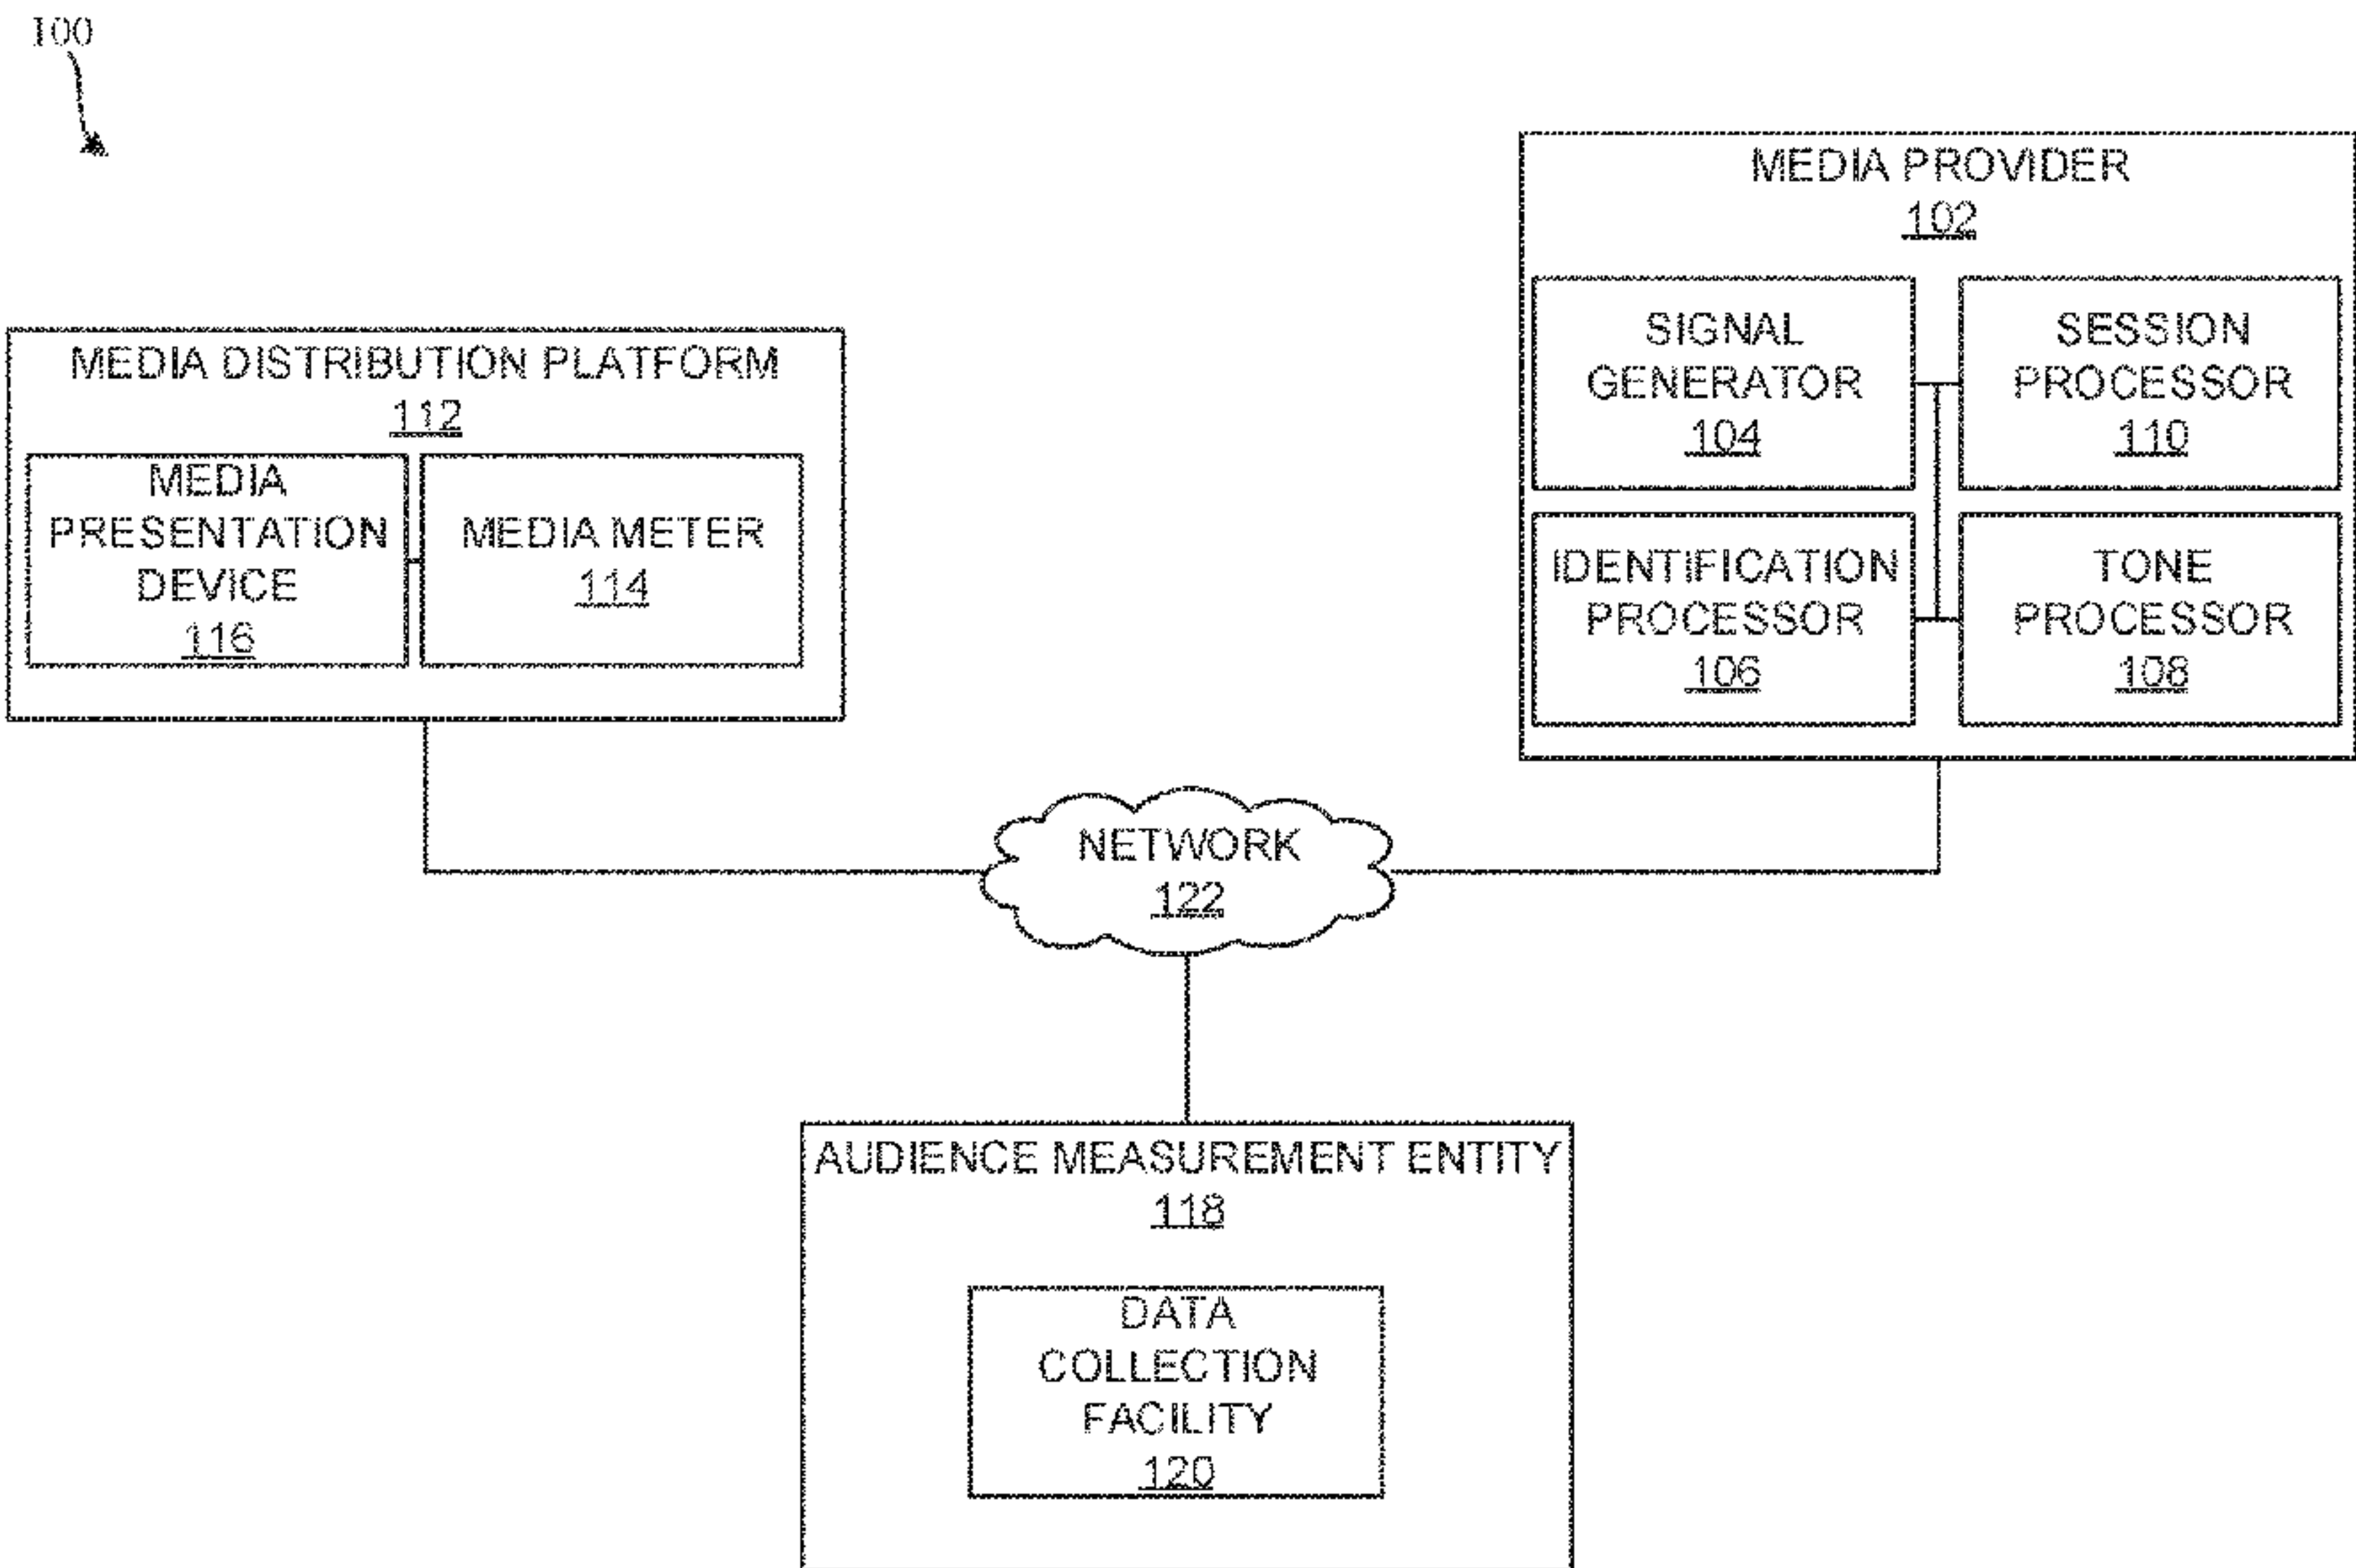 100
MEDIA PROVIDER
102
SIGNAL
GENERATOR
104
SESSION
PROCESSOR
110
IDENTIFICATION
PROCESSOR
106
TONE
PROCESSOR
108
MEDIA DISTRIBUTION PLATFORM
112
MEDIA
PRESENTATION
DEVICE
116
MEDIA METER
114
NETWORK
122
AUDIENCE MEASUREMENT ENTITY
118
DATA
COLLECTION
FACILITY
120